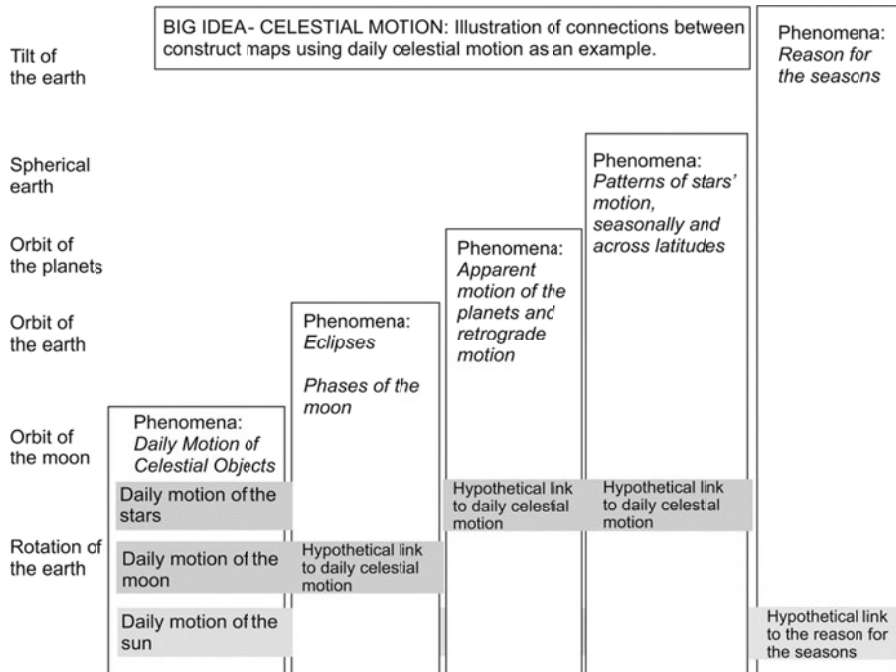 BIG IDEA- CELESTIAL MOTION: Illustration of connections between
construct maps using daily celestial motion as an example.
Tilt of
the earth
Spherical
earth
Orbit of
the planets
Orbit of
the earth
Orbit of
the moon
Rotation of
the earth
Phenomena:
Daily Motion of
Celestial Objects
Daily motion of the
stars
Daily motion of the
moon
Daily motion of the
sun
Phenomena:
Eclipses
Phases of the
moon
Hypothetical link
to daily celestial
motion
Phenomena:
Apparent
motion of the
planets and
retrograde
motion
Hypothetical link
to daily celestial
motion
Phenomena:
Patterns of stars'
motion,
seasonally and
across latitudes
Hypothetical link
to daily celestial
motion
Phenomena:
Reason for
the seasons
Hypothetical link
to the reason for
the seasons